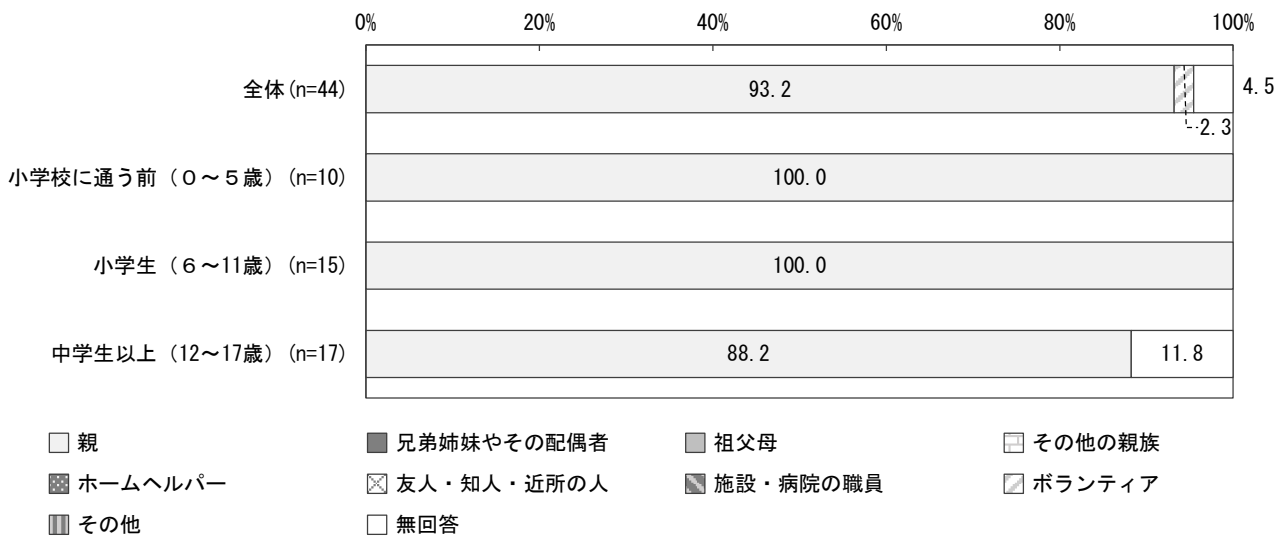 0% 20% 40% 60% 80% 100%
全体(n=44) 93.2 4.5
2.3
小学校に通う前（０～５歳）(n=10) 100.0
小学生（６～11歳）(n=15) 100.0
中学生以上（12～17歳）(n=17) 88.2 11.8
親 兄弟姉妹やその配偶者 祖父母 その他の親族
ホームヘルパー 友人・知人・近所の人 施設・病院の職員 ボランティア
その他 無回答